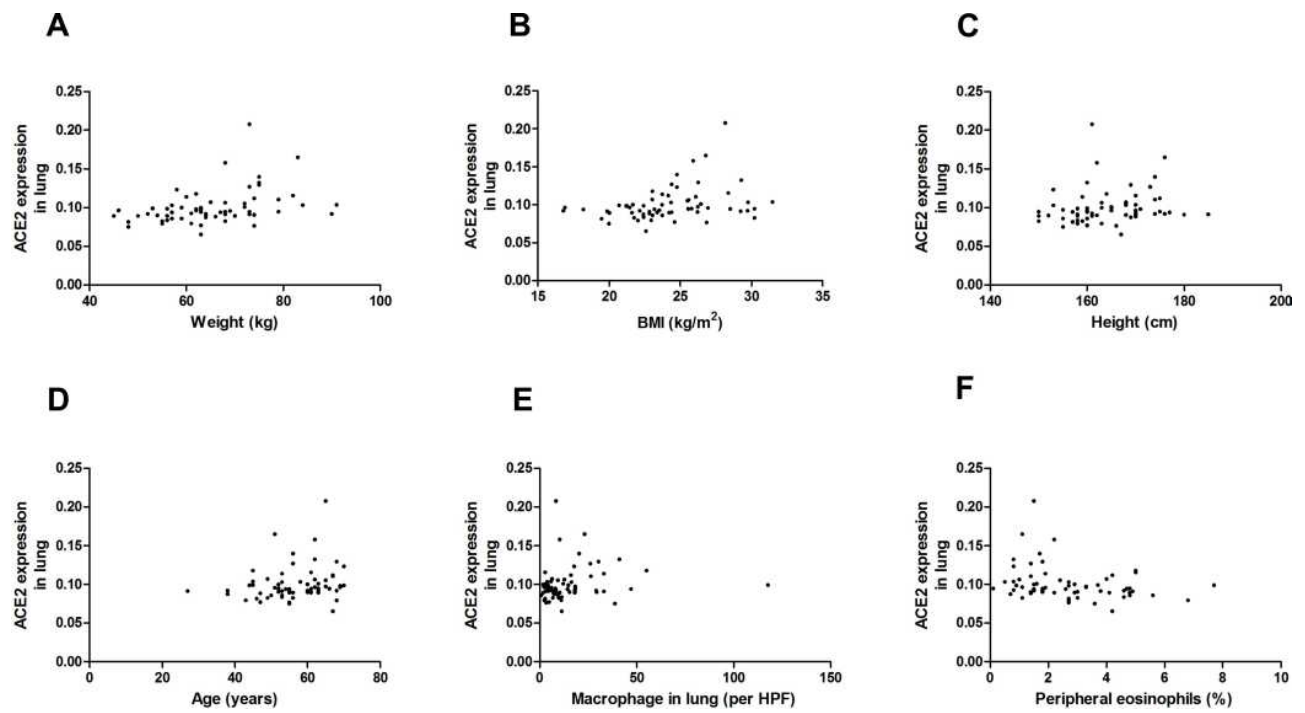 A
B
C
0.25
0.20
0.15
0.10
0.05
0.00
ACE2 expression
in lung
40
60
80
100
Weight (kg)
0.25
0.20
0.15
0.10
0.05
0.00
ACE2 expression
in lung
15
20
25
30
35
BMI (kg/m²)
0.25
0.20
0.15
0.10
0.05
0.00
ACE2 expression
in lung
140
160
180
200
Height (cm)
D
E
F
0.25
0.20
0.15
0.10
0.05
0.00
ACE2 expression
in lung
0
20
40
60
80
Age (years)
0.25
0.20
0.15
0.10
0.05
0.00
ACE2 expression
in lung
0
50
100
150
Macrophage in lung (per HPF)
0.25
0.20
0.15
0.10
0.05
0.00
ACE2 expression
in lung
0
2
4
6
8
10
Peripheral eosinophils (%)